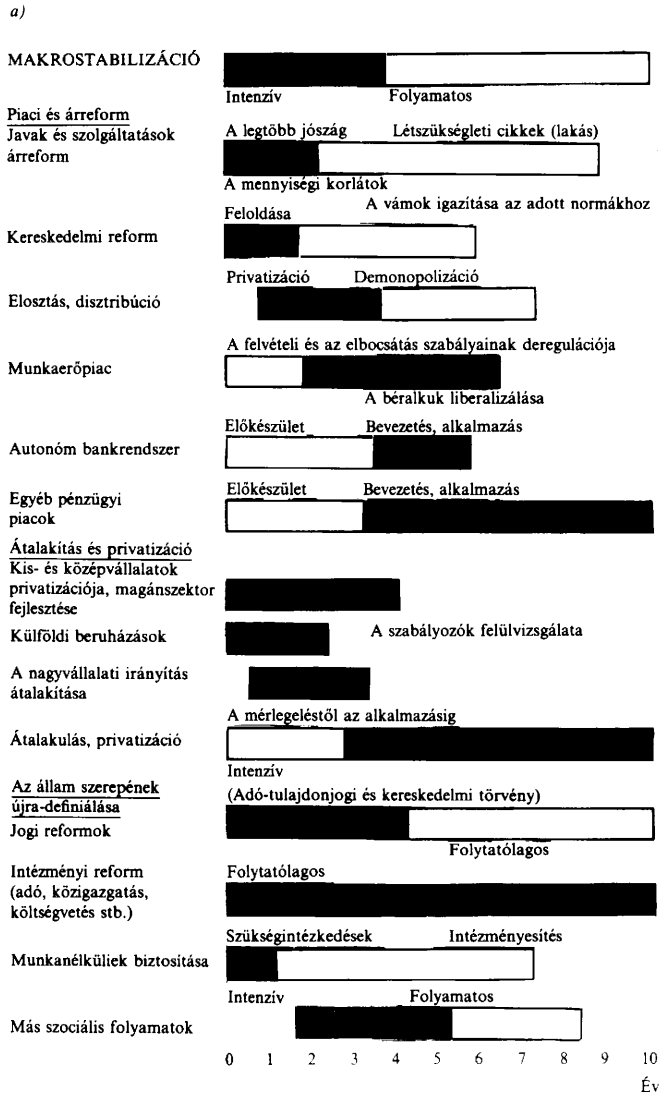 a)
MAKROSTABILIZÁCIÓ
Intenzív Folyamatos
Piaci és árreform
Javak és szolgáltatások
árreform
A legtöbb jószág Létszükségleti cikkek (lakás)
A mennyiségi korlátok
Feloldása
A vámok igazítása az adott normákhoz
Kereskedelmi reform
Privatizáció Demonopolizáció
Elosztás, disztribúció
A felvételi és az elbocsátás szabályainak deregulációja
Munkaerőpiac
A béralkuk liberalizálása
Előkészület Bevezetés, alkalmazás
Autonóm bankrendszer
Előkészület Bevezetés, alkalmazás
Egyéb pénzügyi
piacok
Átalakítás és privatizáció
Kis- és középvállalatok
privatizációja, magánszektor
fejlesztése
Külföldi beruházások
A szabályozók felülvizsgálata
A nagyvállalati irányítás
átalakítása
A mérlegeléstől az alkalmazásig
Átalakulás, privatizáció
Intenzív
Az állam szerepének
újra-definiálása
(Adó-tulajdonjogi és kereskedelmi törvény)
Jogi reformok
Folytatólagos
Intézményi reform
(adó, közigazgatás,
költségvetés stb.)
Folytatólagos
Szükségintézkedések Intézményesítés
Munkanélküliek biztosítása
Intenzív Folyamatos
Más szociális folyamatok
0 1 2 3 4 5 6 7 8 9 10
Év